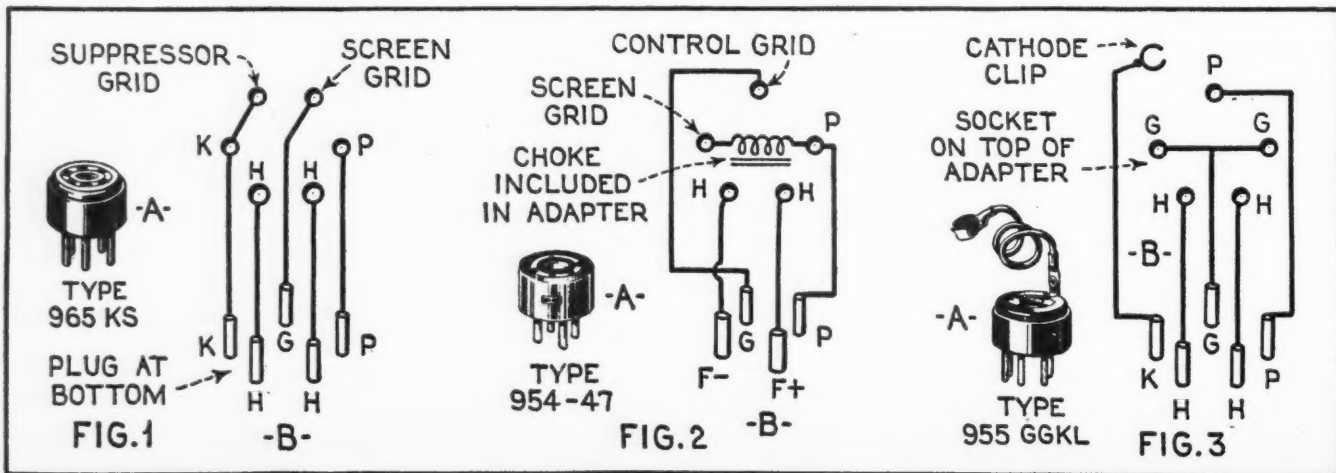 SUPPRESSOR
GRID
SCREEN
GRID
K
H
H
P
-A-
TYPE
965 KS
K
G
P
PLUG AT
BOTTOM
H
H
FIG.1
-B-
CONTROL GRID
SCREEN
GRID
P
CHOKE
INCLUDED
IN ADAPTER
H
H
-A-
TYPE
954-47
G
P
F-
F+
FIG.2
-B-
CATHODE
CLIP
P
SOCKET
ON TOP OF
ADAPTER
G
G
H
H
-B-
-A-
TYPE
955 GGKL
K
G
P
H
H
FIG.3